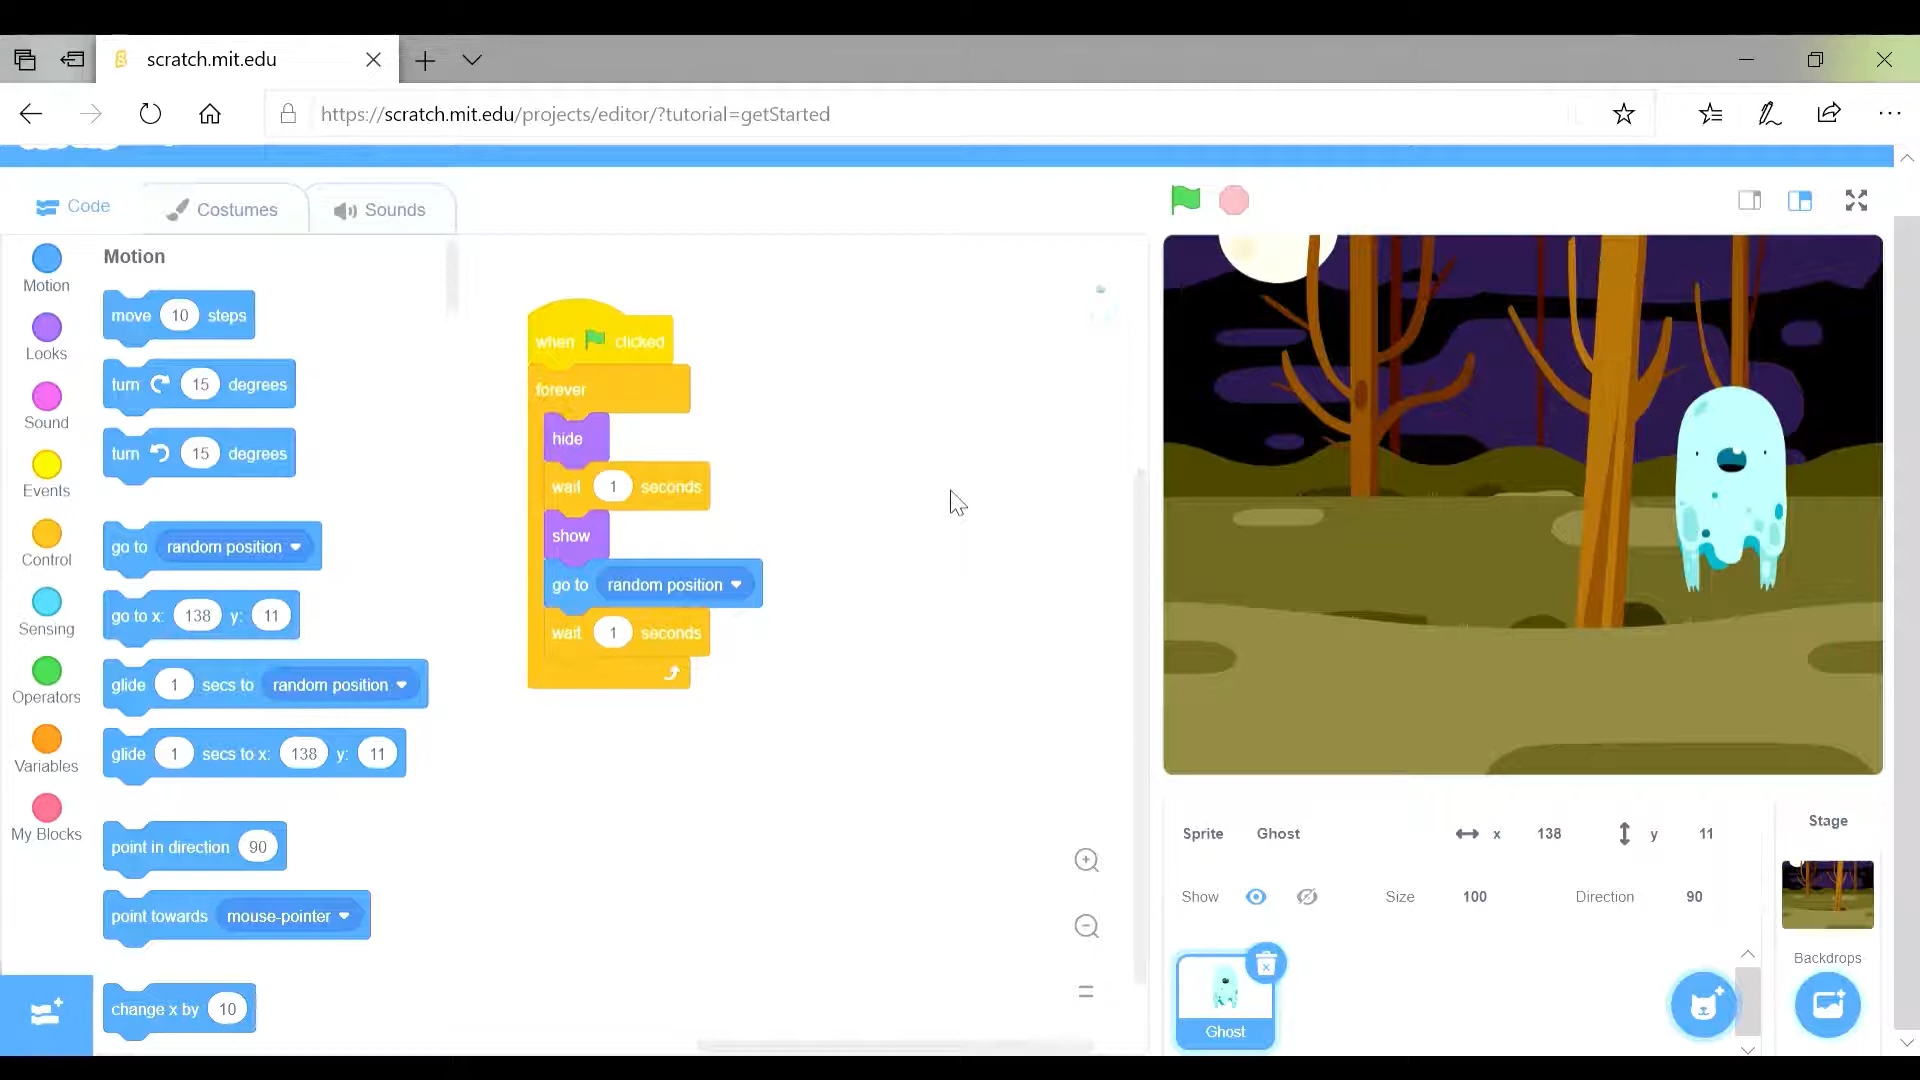 scratch.mit.edu
https://scratch.mit.edu/projects/editor/?tutorial=getStarted
Code
Costumes
Sounds
Motion
Looks
Sound
Events
Control
Sensing
Operators
Variables
My Blocks
Motion
move 10 steps
turn 15 degrees
turn 15 degrees
go to random position
go to x: 138 y: 11
glide 1 secs to random position
glide 1 secs to x: 138 y: 11
point in direction 90
point towards mouse-pointer
change x by 10
when clicked
forever
hide
wait 1 seconds
show
go to random position
wait 1 seconds
Sprite Ghost x 138 y 11
Show Size 100 Direction 90
Ghost
Stage
Backdrops